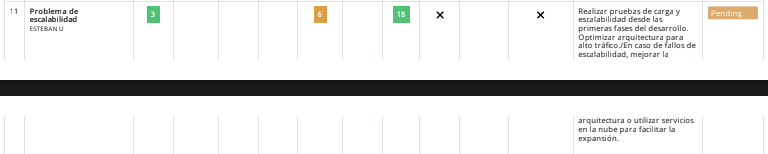 11
Problema de
escalabilidad
ESTEBAN U
3
6
18
×
×
Realizar pruebas de carga y
escalabilidad desde las
primeras fases del desarrollo.
Optimizar arquitectura para
alto tráfico./En caso de fallos de
escalabilidad, mejorar la
Pending
arquitectura o utilizar servicios
en la nube para facilitar la
expansión.